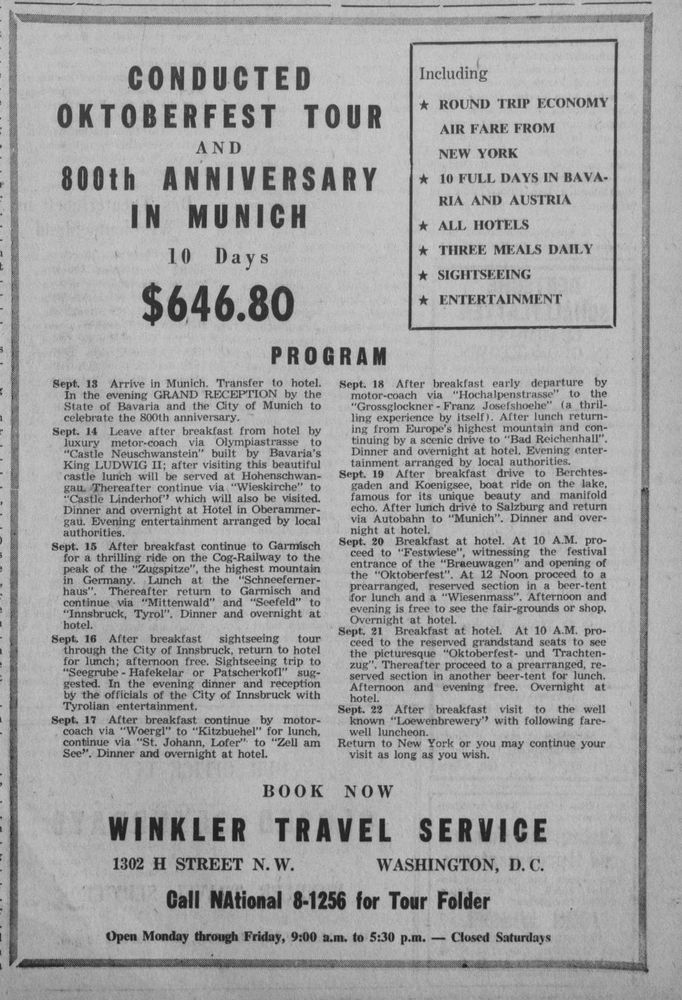 CONDUCTED
OKTOBERFEST TOUR
AND
800th ANNIVERSARY
IN MUNICH
10 Days
$646.80
Including
★ ROUND TRIP ECONOMY
AIR FARE FROM
NEW YORK
★ 10 FULL DAYS IN BAVA-
RIA AND AUSTRIA
★ ALL HOTELS
★ THREE MEALS DAILY
★ SIGHTSEEING
★ ENTERTAINMENT
PROGRAM
Sept. 13 Arrive in Munich. Transfer to hotel.
In the evening GRAND RECEPTION by the
State of Bavaria and the City of Munich to
celebrate the 800th anniversary.
Sept. 14 Leave after breakfast from hotel by
luxury metor-coach via Olympiastrasse to
"Castle Neuschwanstein" built by Bavaria's
King LUDWIG II; after visiting this beautiful
castle lunch will be served at Hohenschwan-
gau. Thereafter continue via "Wieskirche" to
"Castle Linderhof" which will also be visited.
Dinner and overnight at Hotel in Oberammer-
gau. Evening entertainment arranged by local
authorities.
Sept. 15 After breakfast continue to Garmisch
for a thrilling ride on the Cog-Railway to the
peak of the "Zugspitze", the highest mountain
in Germany. Lunch at the "Schneeferner-
haus". Thereafter return to Garmisch and
continue via "Mittenwald" and "Seefeld" to
"Innsbruck, Tyrol". Dinner and overnight at
hotel.
Sept. 16 After breakfast sightseeing tour
through the City of Innsbruck, return to hotel
for lunch; afternoon free. Sightseeing trip to
"Seegrube - Hafekelar or Patscherkofl" sug-
gested. In the evening dinner and reception
by the officials of the City of Innsbruck with
Tyrolian entertainment.
Sept. 17 After breakfast continue by motor-
coach via "Woergl" to "Kitzbuehel" for lunch,
continue via "St. Johann, Lofer" to "Zell am
See". Dinner and overnight at hotel.
Sept. 18 After breakfast early departure by
motor-coach via "Hochalpenstrasse" to the
"Grossglockner - Franz Josefshoehe" (a thril-
ling experience by itself). After lunch return-
ing from Europe's highest mountain and con-
tinuing by a scenic drive to "Bad Reichenhall".
Dinner and overnight at hotel. Evening enter-
tainment arranged by local authorities.
Sept. 19 After breakfast drive to Berchtes-
gaden and Koenigsee, boat ride on the lake,
famous for its unique beauty and manifold
echo. After lunch drive to Salzburg and return
via Autobahn to "Munich". Dinner and over-
night at hotel.
Sept. 20 Breakfast at hotel. At 10 A.M. pro-
ceed to "Festwiese", witnessing the festival
entrance of the "Braeuwagen" and opening of
the "Oktoberfest". At 12 Noon proceed to a
prearranged, reserved section in a beer-tent
for lunch and a "Wiesenmass". Afternoon and
evening is free to see the fair-grounds or shop.
Overnight at hotel.
Sept. 21 Breakfast at hotel. At 10 A.M. pro-
ceed to the reserved grandstand seats to see
the picturesque "Oktoberfest- und Trachten-
zug". Thereafter proceed to a prearranged, re-
served section in another beer-tent for lunch.
Afternoon and evening free. Overnight at
hotel.
Sept. 22 After breakfast visit to the well
known "Loewenbrewery" with following fare-
well luncheon.
Return to New York or you may continue your
visit as long as you wish.
BOOK NOW
WINKLER TRAVEL SERVICE
1302 H STREET N. W. WASHINGTON, D. C.
Call NAtional 8-1256 for Tour Folder
Open Monday through Friday, 9:00 a.m. to 5:30 p.m. — Closed Saturdays